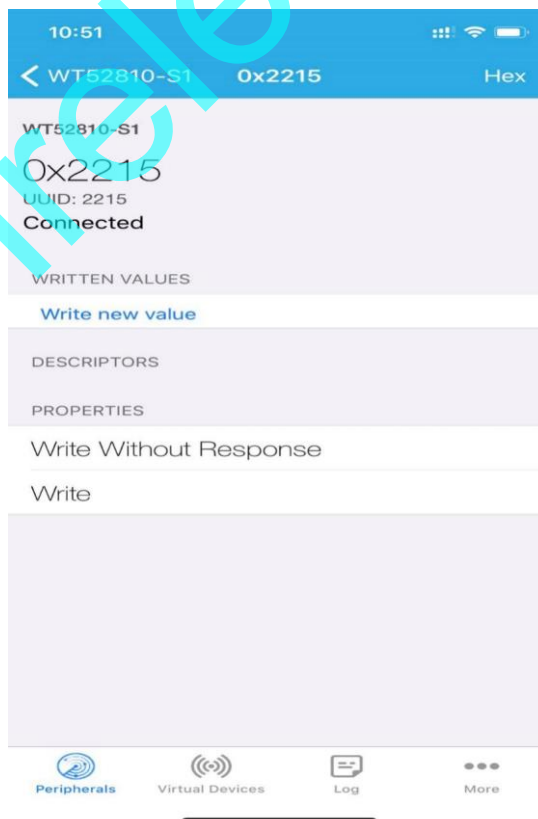 10:51
WT52810-S1 0x2215 Hex
WT52810-S1
0x2215
UUID: 2215
Connected
WRITTEN VALUES
Write new value
DESCRIPTORS
PROPERTIES
Write Without Response
Write
Peripherals Virtual Devices Log More